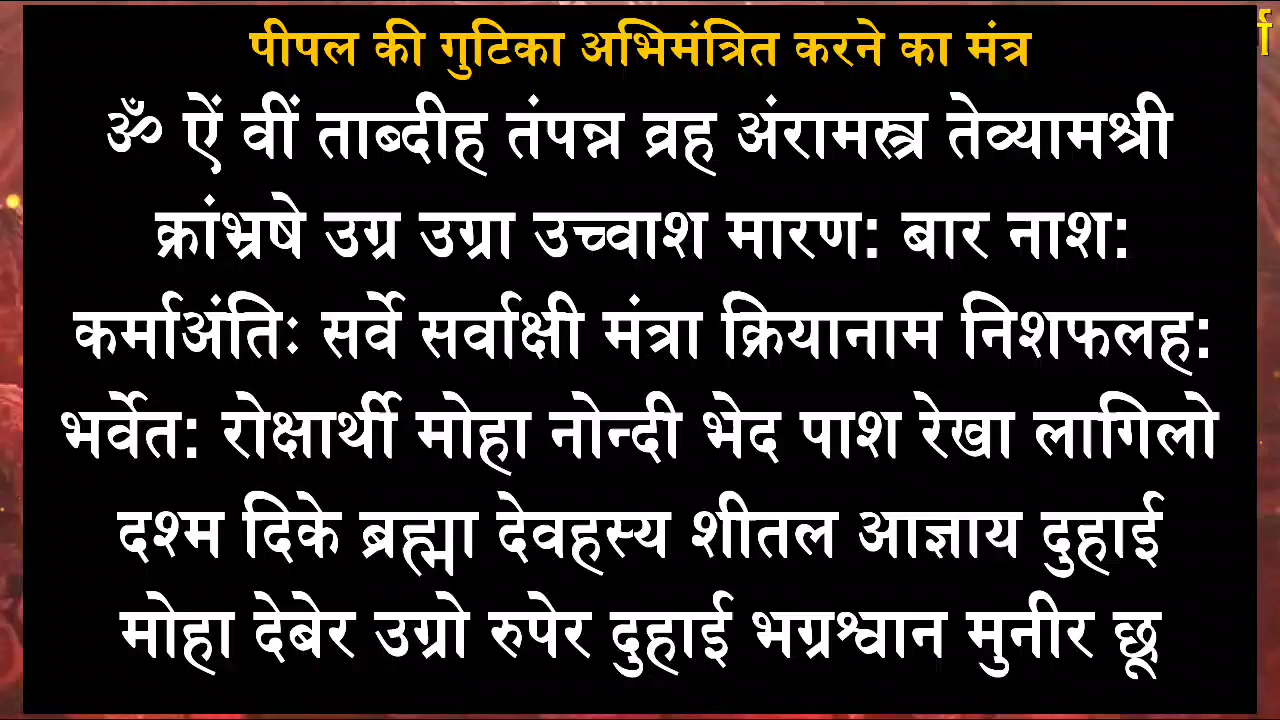 पीपल की गुटिका अभिमंत्रित करने का मंत्र
ॐ ऐं वीं ताब्दीह तंपन्न व्रह अंरामस्त्र तेव्यामश्री
क्रांभ्रषे उग्र उग्रा उच्चाश मारण: बार नाश:
कर्माअंतिः सर्वे सर्वाक्षी मंत्रा क्रियानाम निशफलह:
भर्वेत: रोक्षार्थी मोहा नोन्दी भेद पाश रेखा लागिलो
दश्म दिके ब्रह्मा देवहस्य शीतल आज्ञाय दुहाई
मोहा देबेर उग्रो रुपेर दुहाई भग्रश्वान मुनीर छू